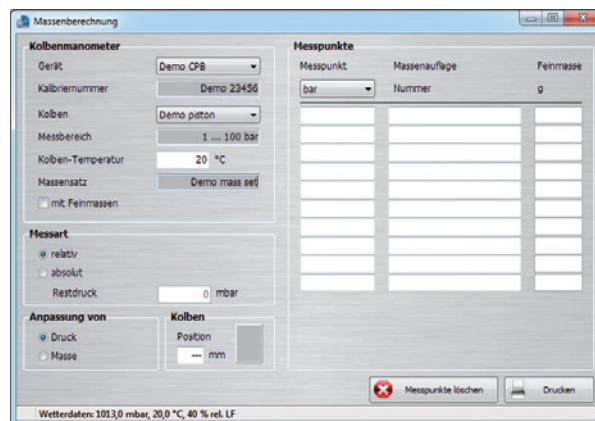 Massenberechnung
Kolbenmanometer
Gerät Demo CPB
Kalibriernummer Demo 23456
Kolben Demo piston
Messbereich 1 ... 100 bar
Kolben-Temperatur 20 °C
Massensatz Demo mass set
mit Feinmassen
Messart
relativ
absolut
Restdruck 0 mbar
Anpassung von
Druck
Masse
Kolben
Position
--- mm
Messpunkte
Messpunkt Massenauflage Feinmasse
bar Nummer g
Messpunkte löschen Drucken
Wetterdaten: 1013,0 mbar, 20,0 °C, 40 % rel. LF